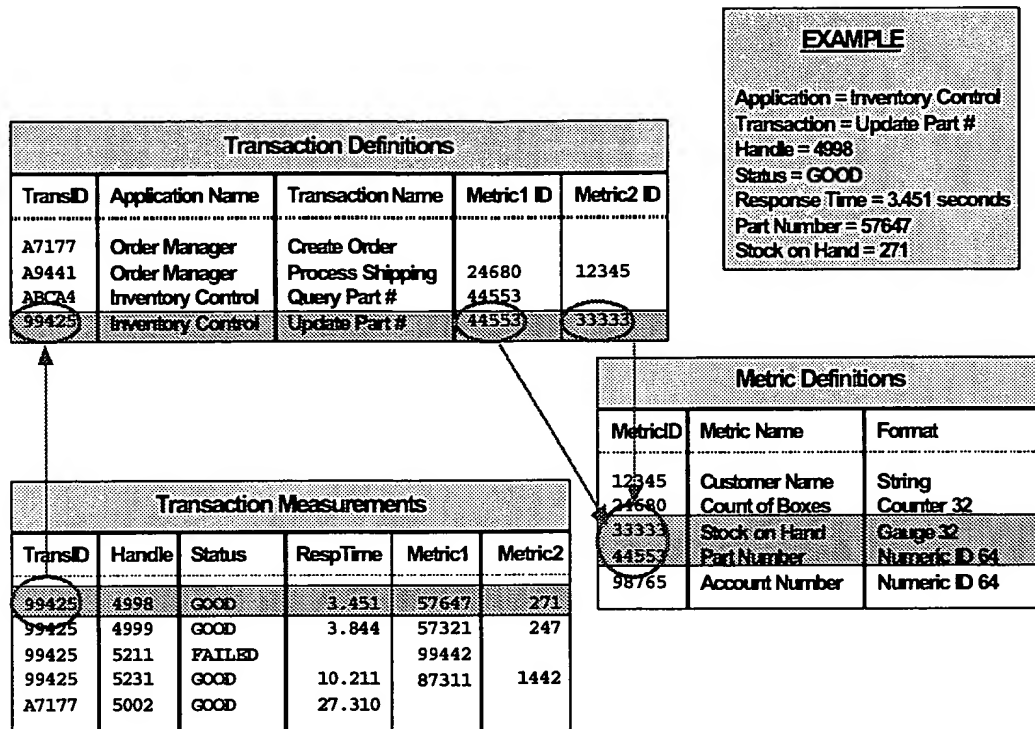 EXAMPLE
Application = Inventory Control
Transaction = Update Part #
Handle = 4998
Status = GOOD
Response Time = 3.451 seconds
Part Number = 57647
Stock on Hand = 271
Transaction Definitions
TransID Application Name Transaction Name Metric1 ID Metric2 ID
A7177 Order Manager Create Order
A9441 Order Manager Process Shipping 24680 12345
ABCA4 Inventory Control Query Part # 44553
99425 Inventory Control Update Part # 44553 33333
Metric Definitions
MetricID Metric Name Format
12345 Customer Name String
24680 Count of Boxes Counter 32
33333 Stock on Hand Gauge 32
44553 Part Number Numeric ID 64
98765 Account Number Numeric ID 64
Transaction Measurements
TransID Handle Status RespTime Metric1 Metric2
99425 4998 GOOD 3.451 57647 271
99425 4999 GOOD 3.844 57321 247
99425 5211 FAILED 99442
99425 5231 GOOD 10.211 87311 1442
A7177 5002 GOOD 27.310